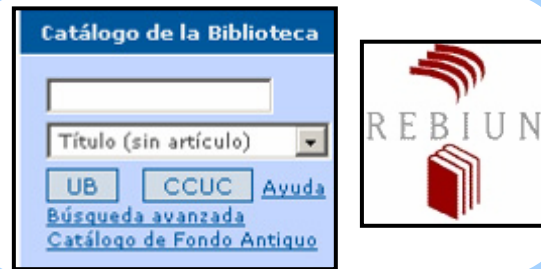 Catálogo de la Biblioteca
Título (sin artículo)
UB CCUC Ayuda
Búsqueda avanzada
Catálogo de Fondo Antiguo
REBIUN